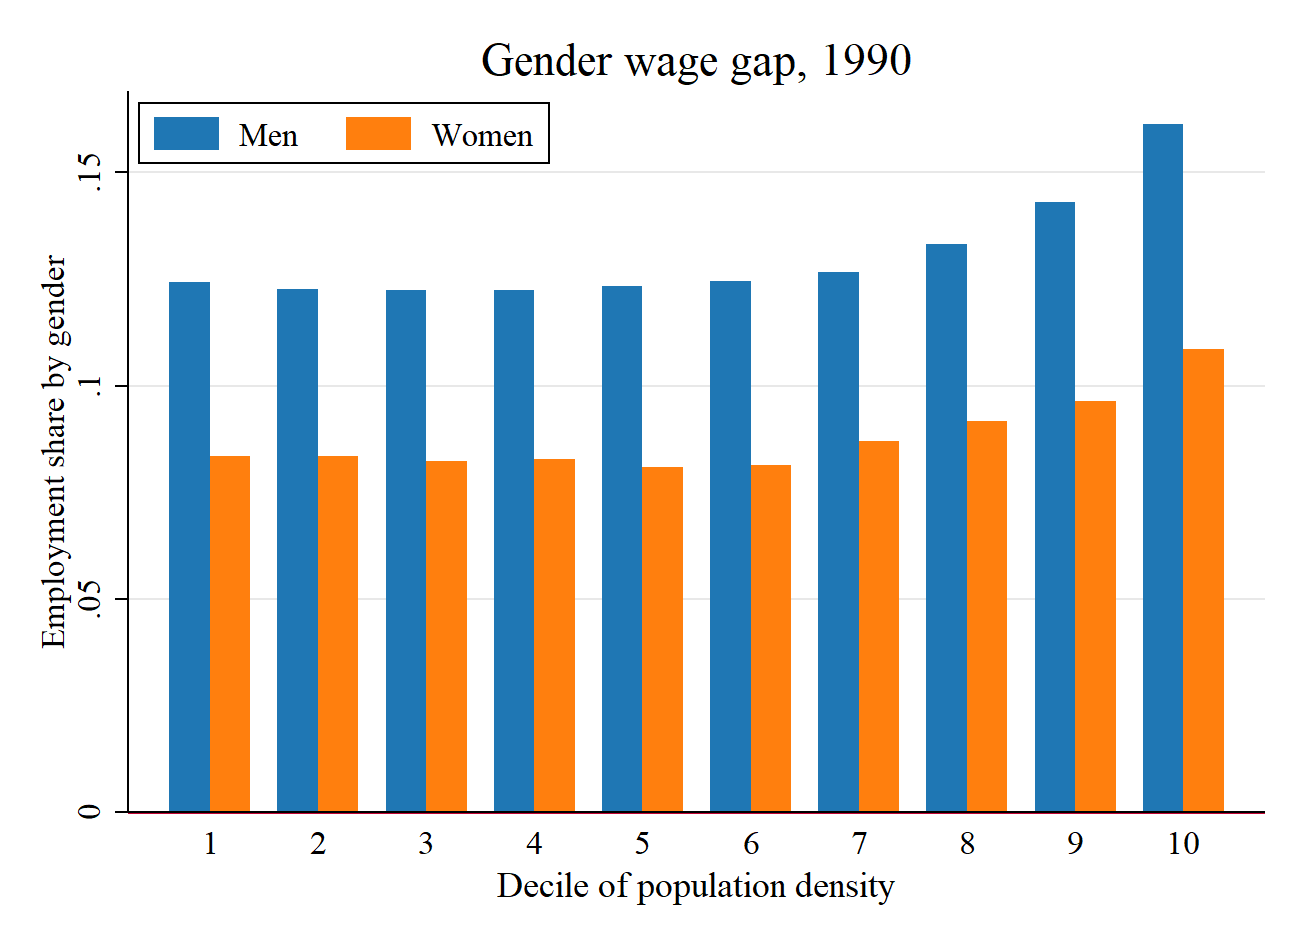 Gender wage gap, 1990
Men
Women
Employment share by gender
.15
.1
.05
0
1 2 3 4 5 6 7 8 9 10
Decile of population density